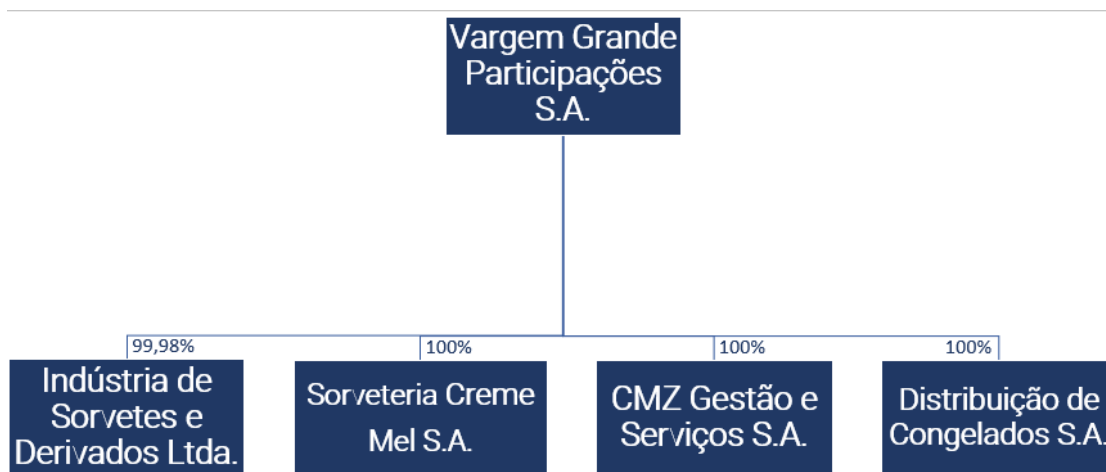 Vargem Grande
Participações
S.A.
99,98%
100%
100%
100%
Indústria de
Sorvetes e
Derivados Ltda.
Sorveteria Creme
Mel S.A.
CMZ Gestão e
Serviços S.A.
Distribuição de
Congelados S.A.